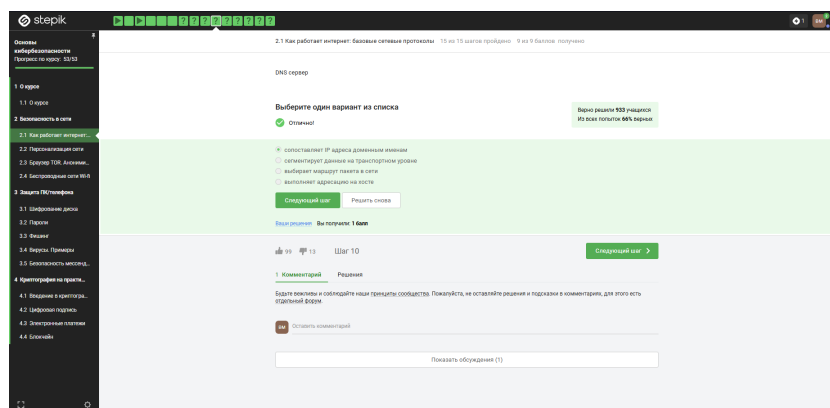 stepik
1
ВМ
Основы
кибербезопасности
Прогресс по курсу: 53/53
1 О курсе
1.1 О курсе
2 Безопасность в сети
2.1 Как работает интернет:...
2.2 Персонализация сети
2.3 Браузер TOR. Анонимн...
2.4 Беспроводные сети Wi-fi
3 Защита ПК/телефона
3.1 Шифрование диска
3.2 Пароли
3.3 Фишинг
3.4 Вирусы. Примеры
3.5 Безопасность мессенд...
4 Криптография на практи...
4.1 Введение в криптогра...
4.2 Цифровая подпись
4.3 Электронные платежи
4.4 Блокчейн
2.1 Как работает интернет: базовые сетевые протоколы 15 из 15 шагов пройдено 9 из 9 баллов получено
DNS сервер
Выберите один вариант из списка
Отлично!
Верно решили 933 учащихся
Из всех попыток 66% верных
сопоставляет IP адреса доменным именам
сегментирует данные на транспортном уровне
выбирает маршрут пакета в сети
выполняет адресацию на хосте
Следующий шаг Решить снова
Ваши решения Вы получили: 1 балл
99 13 Шаг 10 Следующий шаг
1 Комментарий Решения
Будьте вежливы и соблюдайте наши принципы сообщества. Пожалуйста, не оставляйте решения и подсказки в комментариях, для этого есть
отдельный форум.
ВМ Оставить комментарий
Показать обсуждения (1)